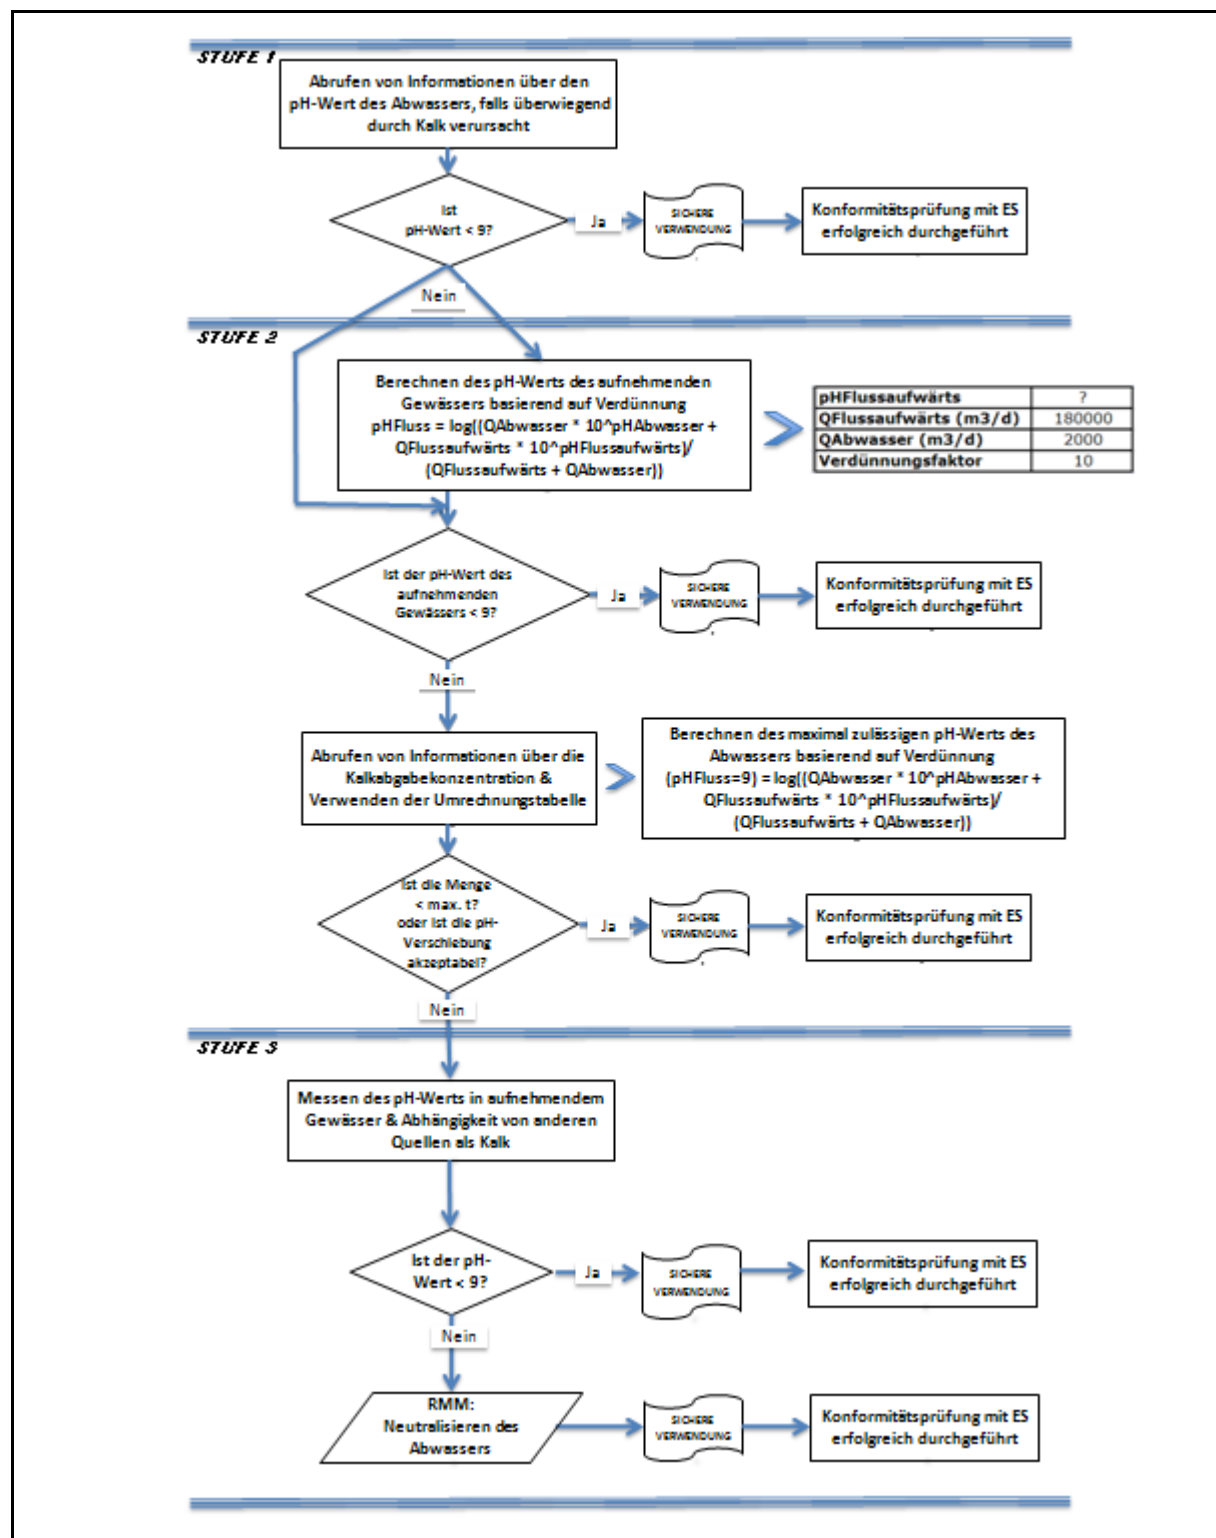 STUFE 1
Abrufen von Informationen über den
pH-Wert des Abwassers, falls überwiegend
durch Kalk verursacht
Ist
pH-Wert < 9?
Ja
SICHERE
VERWENDUNG
Konformitätsprüfung mit ES
erfolgreich durchgeführt
Nein
STUFE 2
Berechnen des pH-Werts des aufnehmenden
Gewässers basierend auf Verdünnung
pHFluss = log((QAbwasser * 10^pHAbwasser +
QFlussaufwärts * 10^pHFlussaufwärts)/
(QFlussaufwärts + QAbwasser))
pHFlussaufwärts ?
QFlussaufwärts (m3/d) 180000
QAbwasser (m3/d) 2000
Verdünnungsfaktor 10
Ist der pH-Wert des
aufnehmenden
Gewässers < 9?
Ja
SICHERE
VERWENDUNG
Konformitätsprüfung mit ES
erfolgreich durchgeführt
Nein
Abrufen von Informationen über die
Kalkabgabekonzentration &
Verwenden der Umrechnungstabelle
Berechnen des maximal zulässigen pH-Werts des
Abwassers basierend auf Verdünnung
(pHFluss=9) = log((QAbwasser * 10^pHAbwasser +
QFlussaufwärts * 10^pHFlussaufwärts)/
(QFlussaufwärts + QAbwasser))
Ist die Menge
< max. t?
oder ist die pH-
Verschiebung
akzeptabel?
Ja
SICHERE
VERWENDUNG
Konformitätsprüfung mit ES
erfolgreich durchgeführt
Nein
STUFE 3
Messen des pH-Werts in aufnehmendem
Gewässer & Abhängigkeit von anderen
Quellen als Kalk
Ist der pH-
Wert < 9?
Ja
SICHERE
VERWENDUNG
Konformitätsprüfung mit ES
erfolgreich durchgeführt
Nein
RMM:
Neutralisieren des
Abwassers
SICHERE
VERWENDUNG
Konformitätsprüfung mit ES
erfolgreich durchgeführt